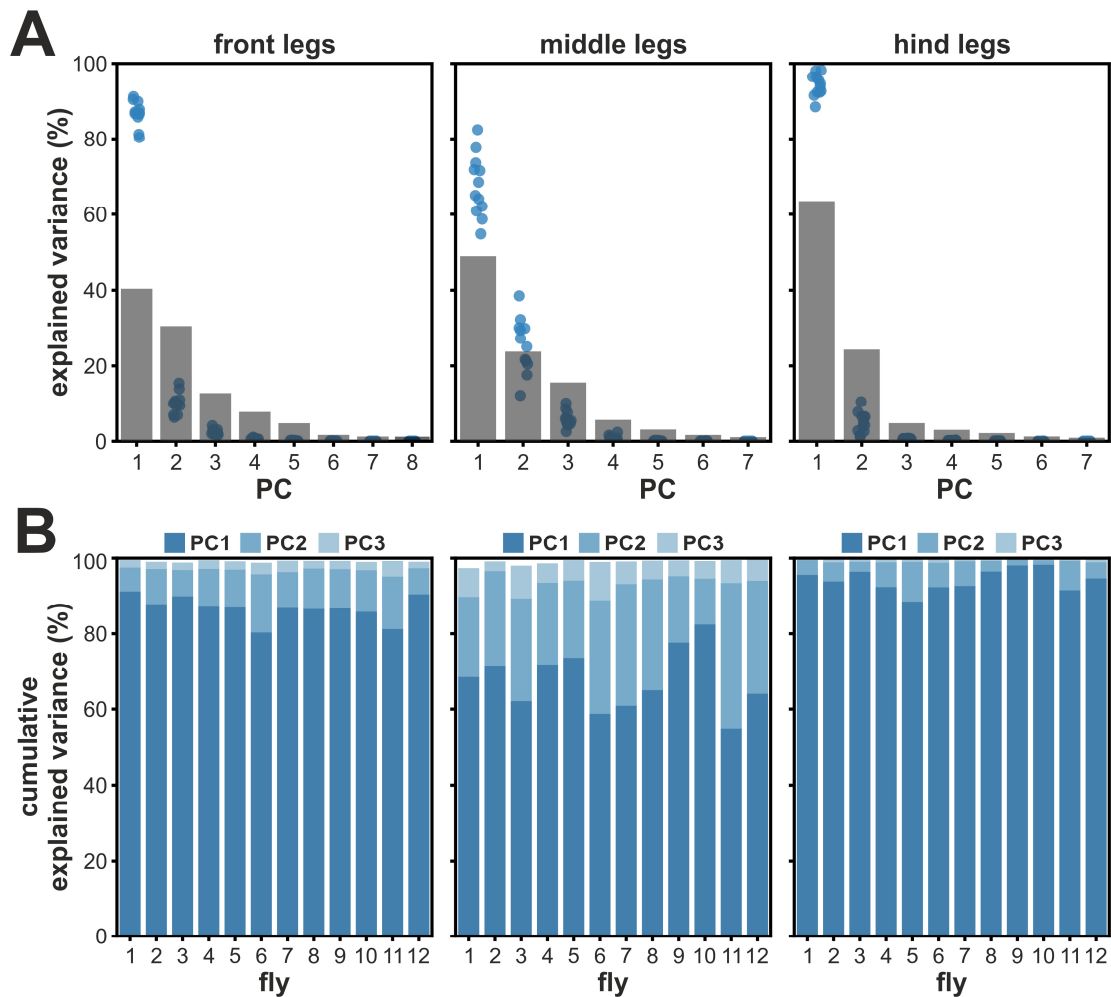 A
front legs
middle legs
hind legs
explained variance (%)
100
80
60
40
20
0
1 2 3 4 5 6 7 8
1 2 3 4 5 6 7
1 2 3 4 5 6 7
PC
PC
PC
B
PC1 PC2 PC3
PC1 PC2 PC3
PC1 PC2 PC3
cumulative
explained variance (%)
100
80
60
40
20
0
1 2 3 4 5 6 7 8 9 10 11 12
1 2 3 4 5 6 7 8 9 10 11 12
1 2 3 4 5 6 7 8 9 10 11 12
fly
fly
fly